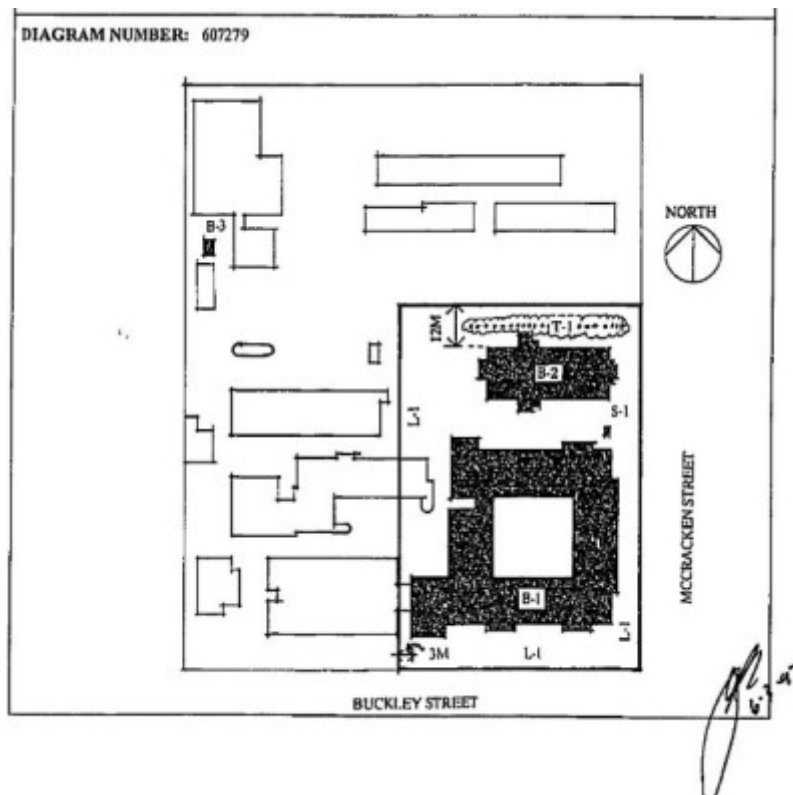 DIAGRAM NUMBER: 607279
NORTH
B-3
12M
T-1
B-2
L-1
S-1
MCCRACKEN STREET
B-1
L-1
3M
L-1
BUCKLEY STREET